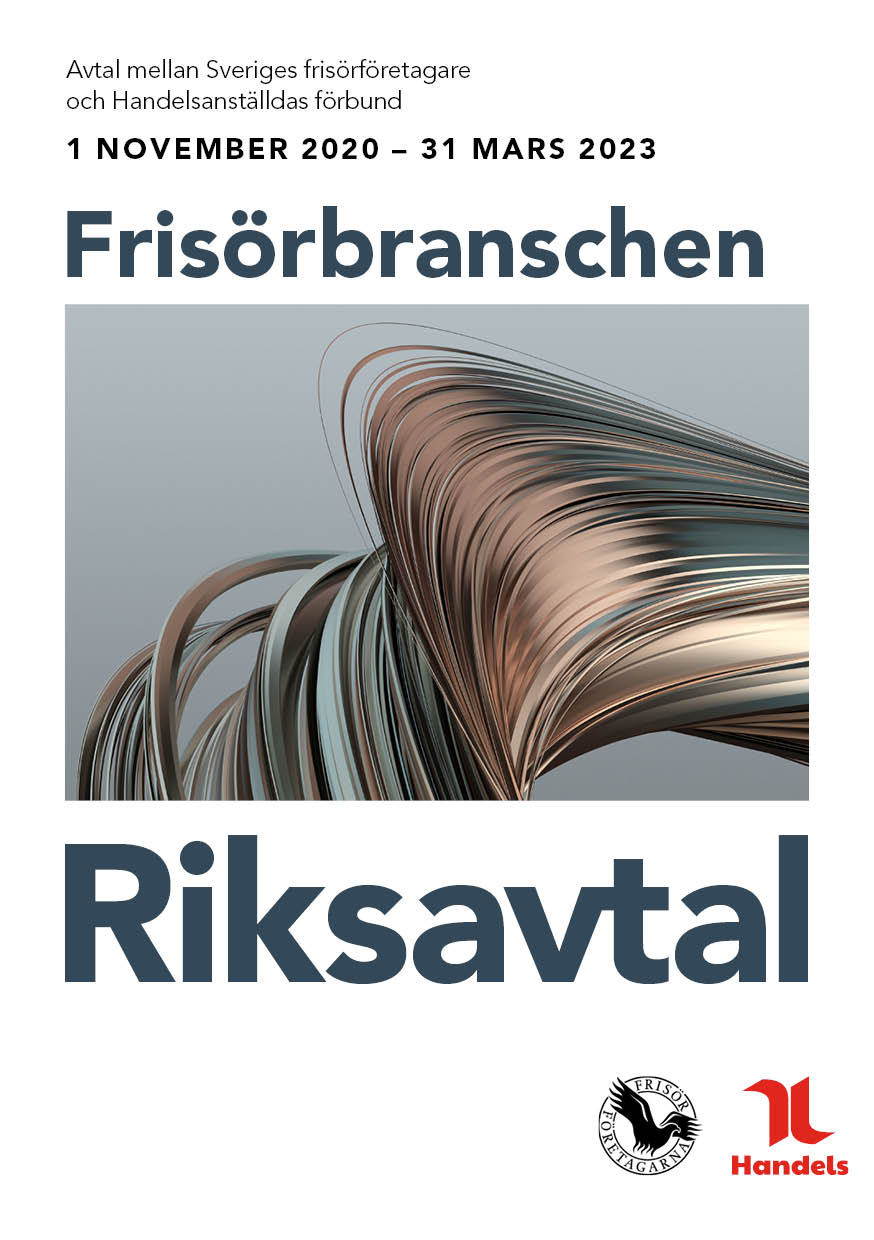 Avtal mellan Sveriges frisörföretagare
och Handelsanställdas förbund
1 NOVEMBER 2020 – 31 MARS 2023
Frisörbranschen
Riksavtal
FRISÖR
FÖRETAGARNA
Handels